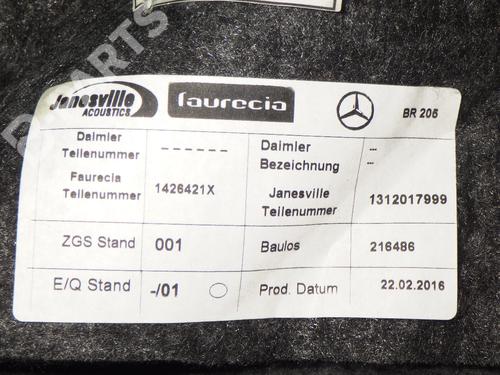 Janesville
ACOUSTICS
faurecia
BR 205
Daimler
Teilenummer
------
Daimler
Bezeichnung
---
---
Faurecia
Teilenummer
1426421X
Janesville
Teilenummer
1312017999
ZGS Stand
001
Baulos
216486
E/Q Stand
-/01
Prod. Datum
22.02.2016
PARTS